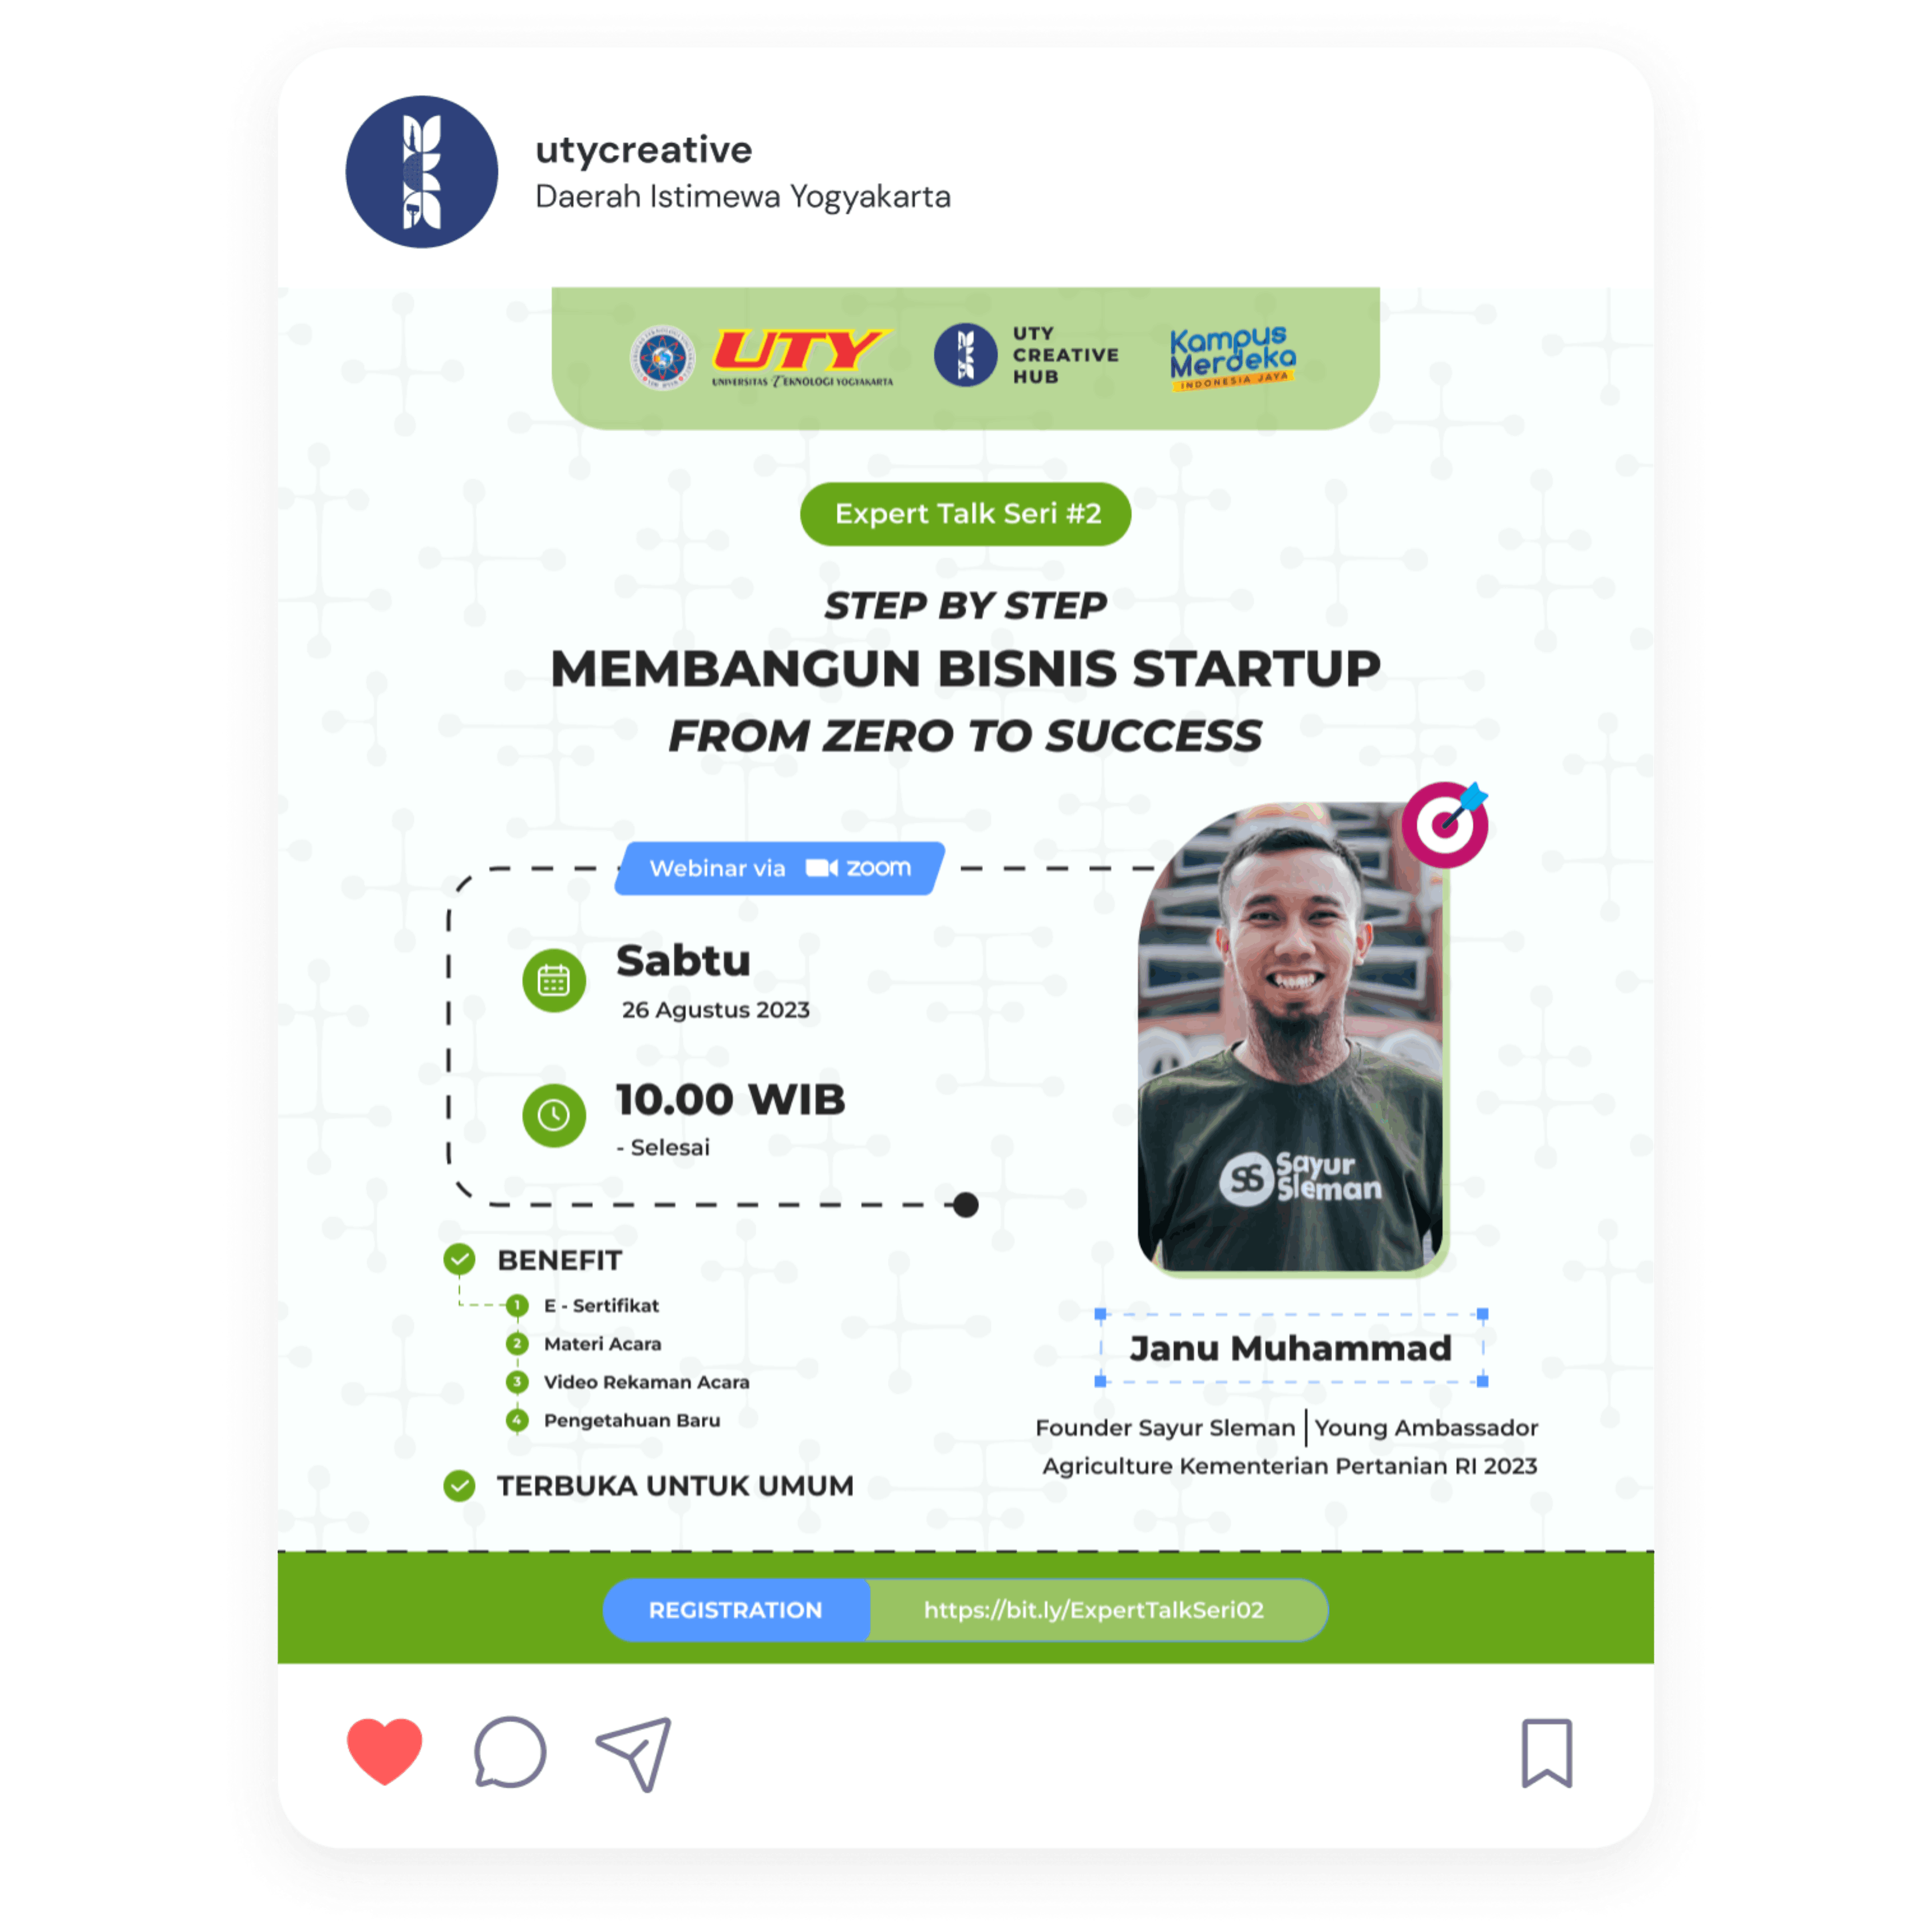 utycreative
Daerah Istimewa Yogyakarta
UTY
UNIVERSITAS TEKNOLOGI YOGYAKARTA
UTY
CREATIVE
HUB
Kampus
Merdeka
INDONESIA JAYA
Expert Talk Seri #2
STEP BY STEP
MEMBANGUN BISNIS STARTUP
FROM ZERO TO SUCCESS
Webinar via zoom
Sabtu
26 Agustus 2023
10.00 WIB
- Selesai
BENEFIT
1 E - Sertifikat
2 Materi Acara
3 Video Rekaman Acara
4 Pengetahuan Baru
TERBUKA UNTUK UMUM
SS Sayur
Sleman
Janu Muhammad
Founder Sayur Sleman | Young Ambassador
Agriculture Kementerian Pertanian RI 2023
REGISTRATION https://bit.ly/ExpertTalkSeri02